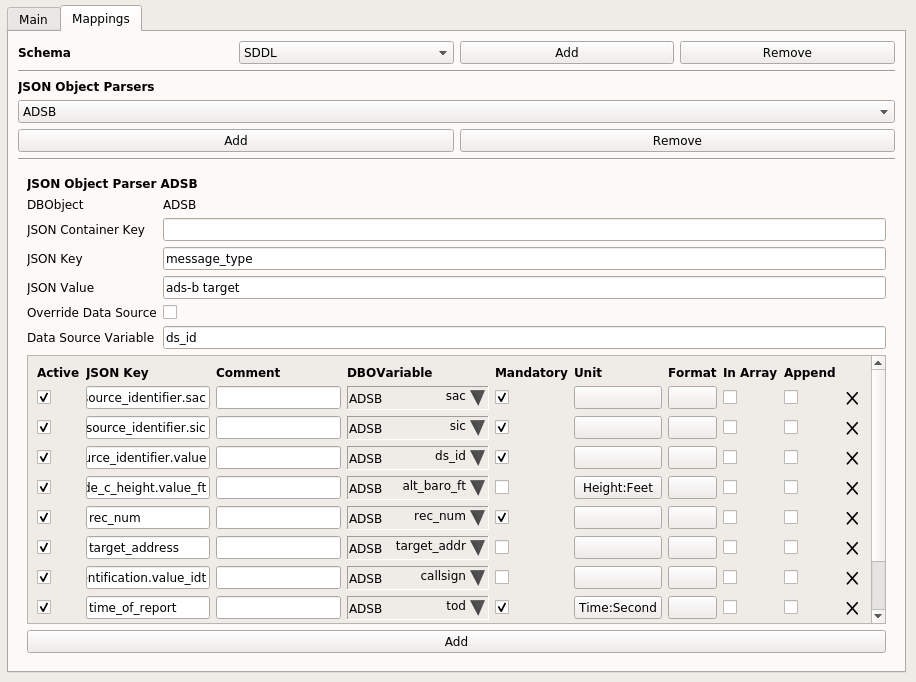 Main Mappings
Schema SDDL Add Remove
JSON Object Parsers
ADSB
Add Remove
JSON Object Parser ADSB
DBObject ADSB
JSON Container Key
JSON Key message_type
JSON Value ads-b target
Override Data Source
Data Source Variable ds_id
Active JSON Key Comment DBOVariable Mandatory Unit Format In Array Append
ource_identifier.sac ADSB sac
source_identifier.sic ADSB sic
urce_identifier.value ADSB ds_id
de_c_height.value_ft ADSB alt_baro_ft Height:Feet
rec_num ADSB rec_num
target_address ADSB target_addr
ntification.value_idt ADSB callsign
time_of_report ADSB tod Time:Second
Add